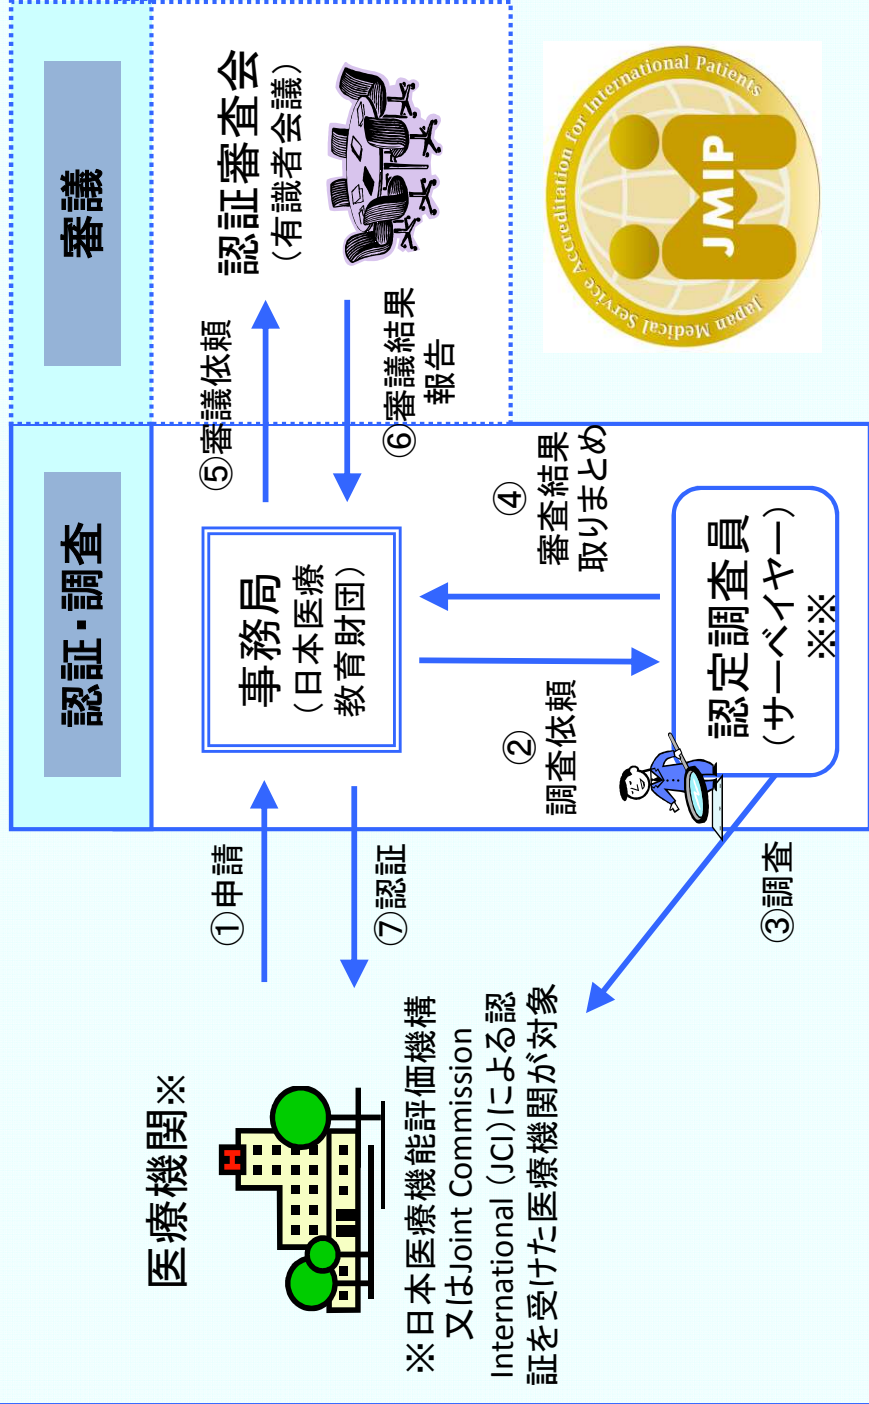 認証・調査
審議
医療機関※
①申請
⑦認証
※日本医療機能評価機構
又はJoint Commission
International (JCI)による認
証を受けた医療機関が対象
事務局
(日本医療
教育財団)
⑤審議依頼
⑥審議結果
報告
認証審査会
(有識者会議)
②
調査依頼
④
審査結果
取りまとめ
③調査
認定調査員
(サーベイヤー)
※※
Japan Medical Service Accreditation for International Patients
JMIP